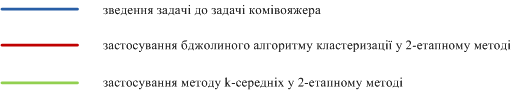 зведення задачі до задачі комівояжера
застосування бджолиного алгоритму кластеризації у 2-етапному методі
застосування методу k-середніх у 2-етапному методі